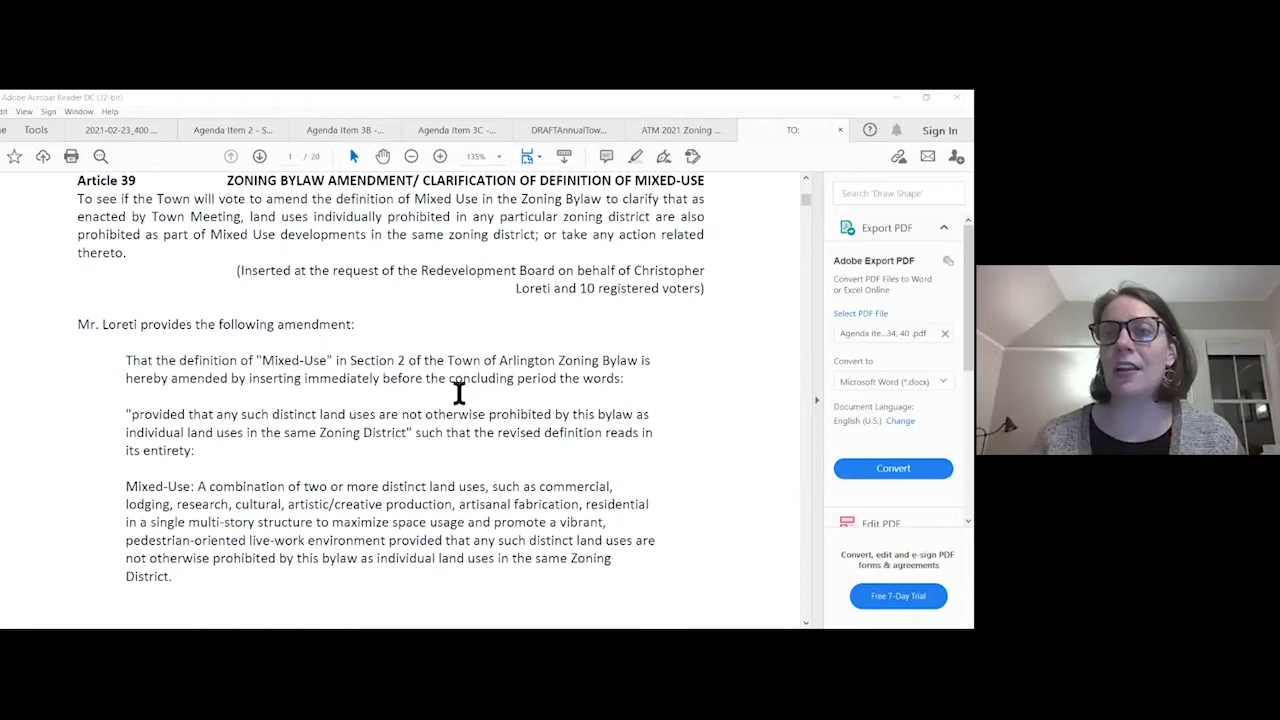 Adobe Acrobat Reader DC (32-bit)
dit View Sign Window Help
e Tools 2021-02-23_400 ... Agenda Item 2 - S... Agenda Item 3B -... Agenda Item 3C -... DRAFTAnnualTow... ATM 2021 Zoning ... TO: × Sign In
1 / 20 135%
Article 39 ZONING BYLAW AMENDMENT/ CLARIFICATION OF DEFINITION OF MIXED-USE
To see if the Town will vote to amend the definition of Mixed Use in the Zoning Bylaw to clarify that as
enacted by Town Meeting, land uses individually prohibited in any particular zoning district are also
prohibited as part of Mixed Use developments in the same zoning district; or take any action related
thereto.
(Inserted at the request of the Redevelopment Board on behalf of Christopher
Loreti and 10 registered voters)
Mr. Loreti provides the following amendment:
That the definition of "Mixed-Use" in Section 2 of the Town of Arlington Zoning Bylaw is
hereby amended by inserting immediately before the concluding period the words:
"provided that any such distinct land uses are not otherwise prohibited by this bylaw as
individual land uses in the same Zoning District" such that the revised definition reads in
its entirety:
Mixed-Use: A combination of two or more distinct land uses, such as commercial,
lodging, research, cultural, artistic/creative production, artisanal fabrication, residential
in a single multi-story structure to maximize space usage and promote a vibrant,
pedestrian-oriented live-work environment provided that any such distinct land uses are
not otherwise prohibited by this bylaw as individual land uses in the same Zoning
District.
Search 'Draw Shape'
Export PDF
Adobe Export PDF
Convert PDF Files to Word
or Excel Online
Select PDF File
Agenda Ite...34, 40 .pdf
Convert to
Microsoft Word (*.docx)
Document Language:
English (U.S.) Change
Convert
Edit PDF
Convert, edit and e-sign PDF
forms & agreements
Free 7-Day Trial